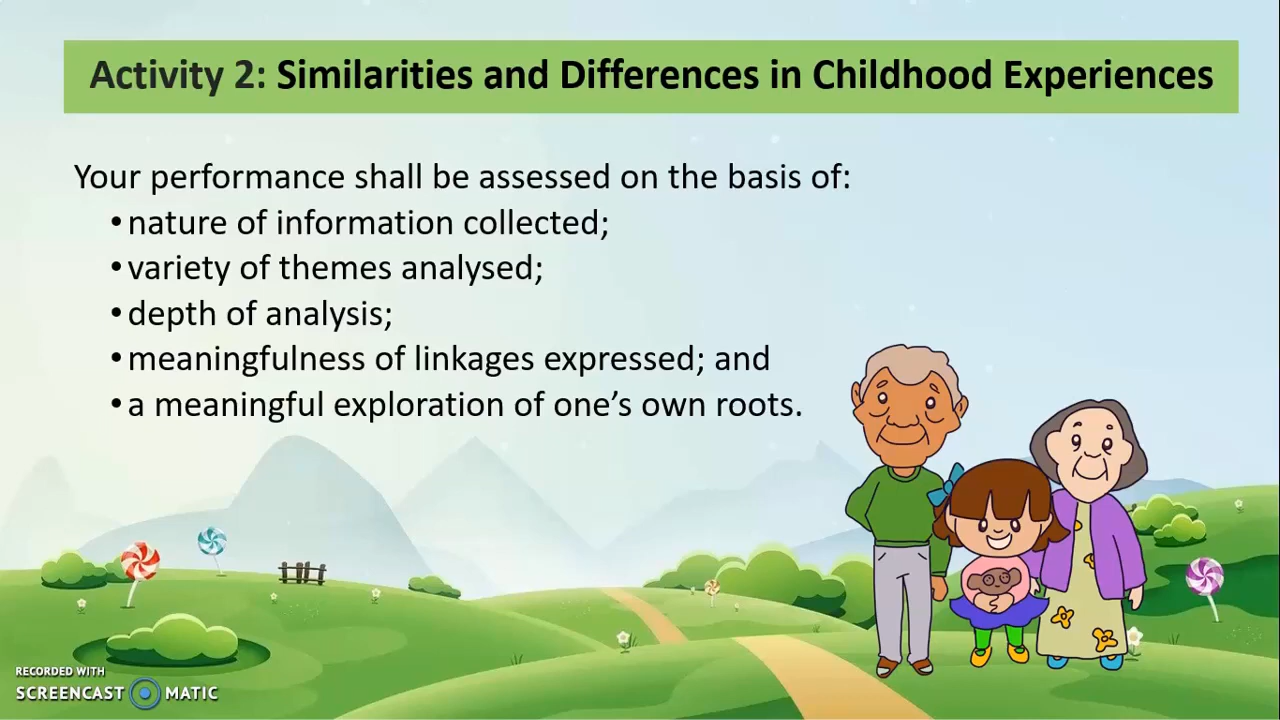 Activity 2: Similarities and Differences in Childhood Experiences
Your performance shall be assessed on the basis of:
•nature of information collected;
•variety of themes analysed;
•depth of analysis;
•meaningfulness of linkages expressed; and
•a meaningful exploration of one’s own roots.
RECORDED WITH
SCREENCAST MATIC